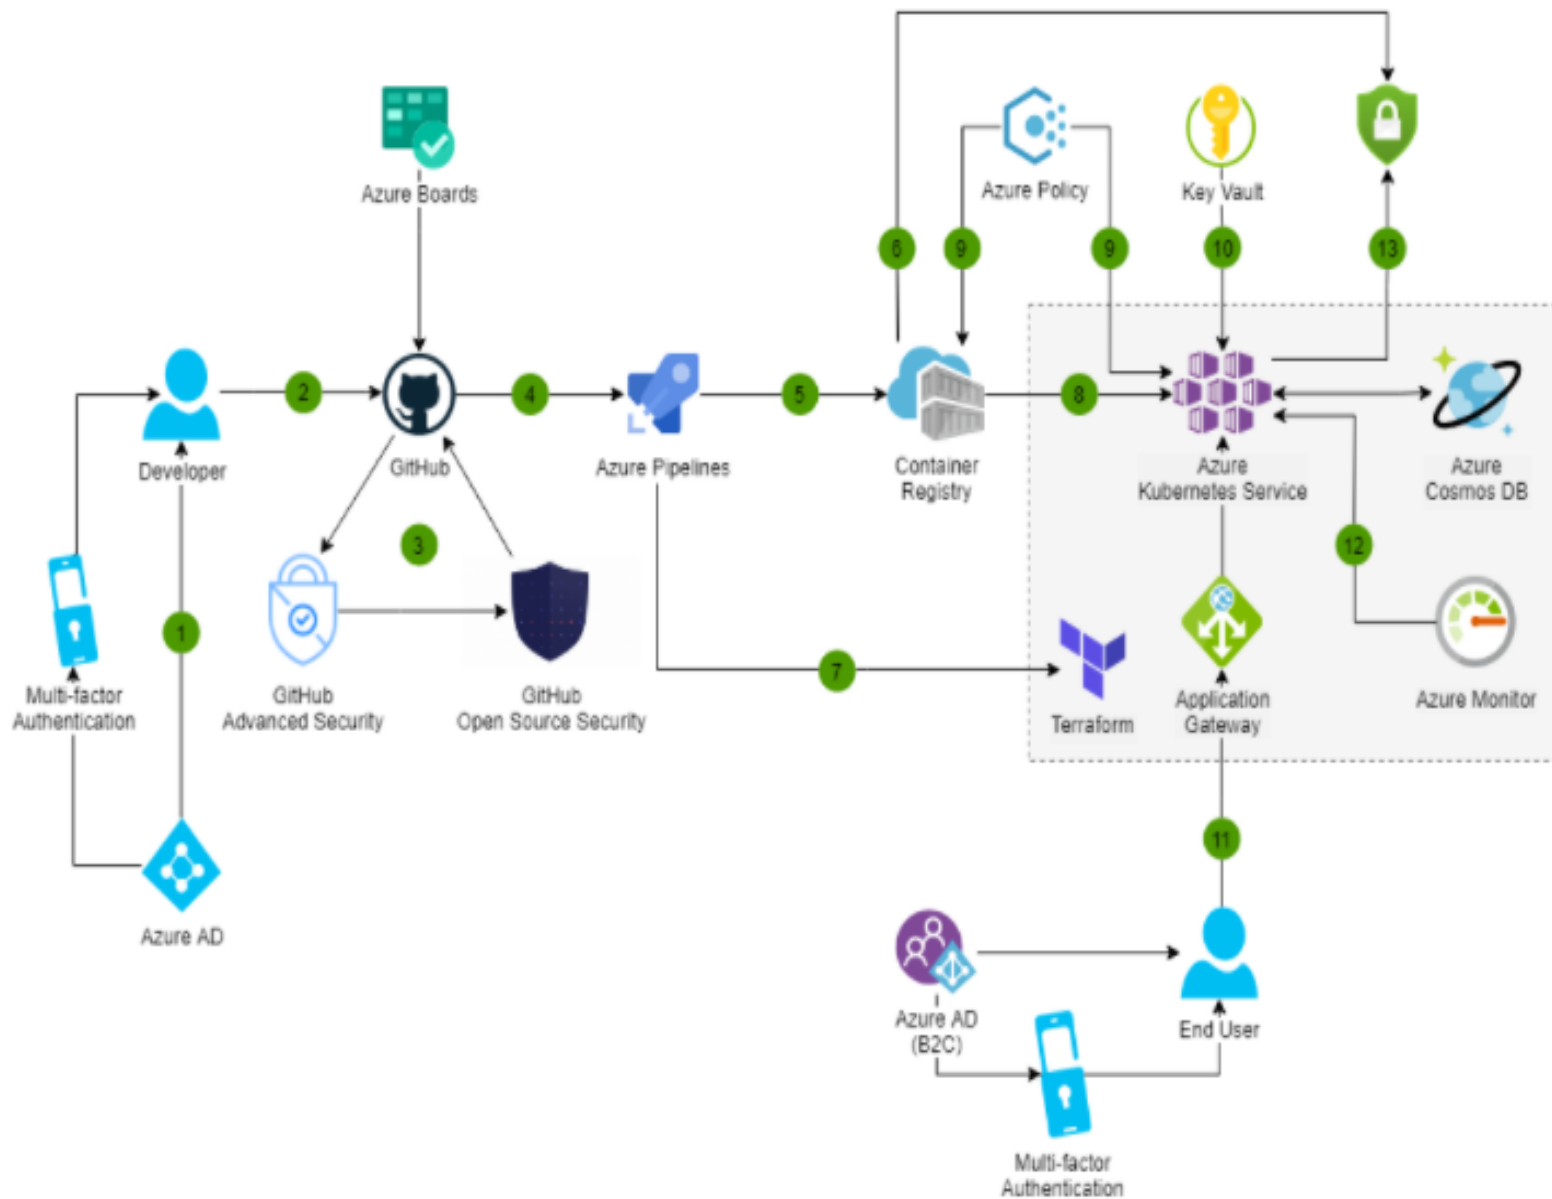 Azure Boards
Azure Policy
Key Vault
6
9
9
10
13
2
4
5
8
Developer
GitHub
Azure Pipelines
Container
Registry
Azure
Kubernetes Service
Azure
Cosmos DB
3
12
1
7
Multi-factor
Authentication
GitHub
Advanced Security
GitHub
Open Source Security
Terraform
Application
Gateway
Azure Monitor
11
Azure AD
Azure AD
(B2C)
End User
Multi-factor
Authentication